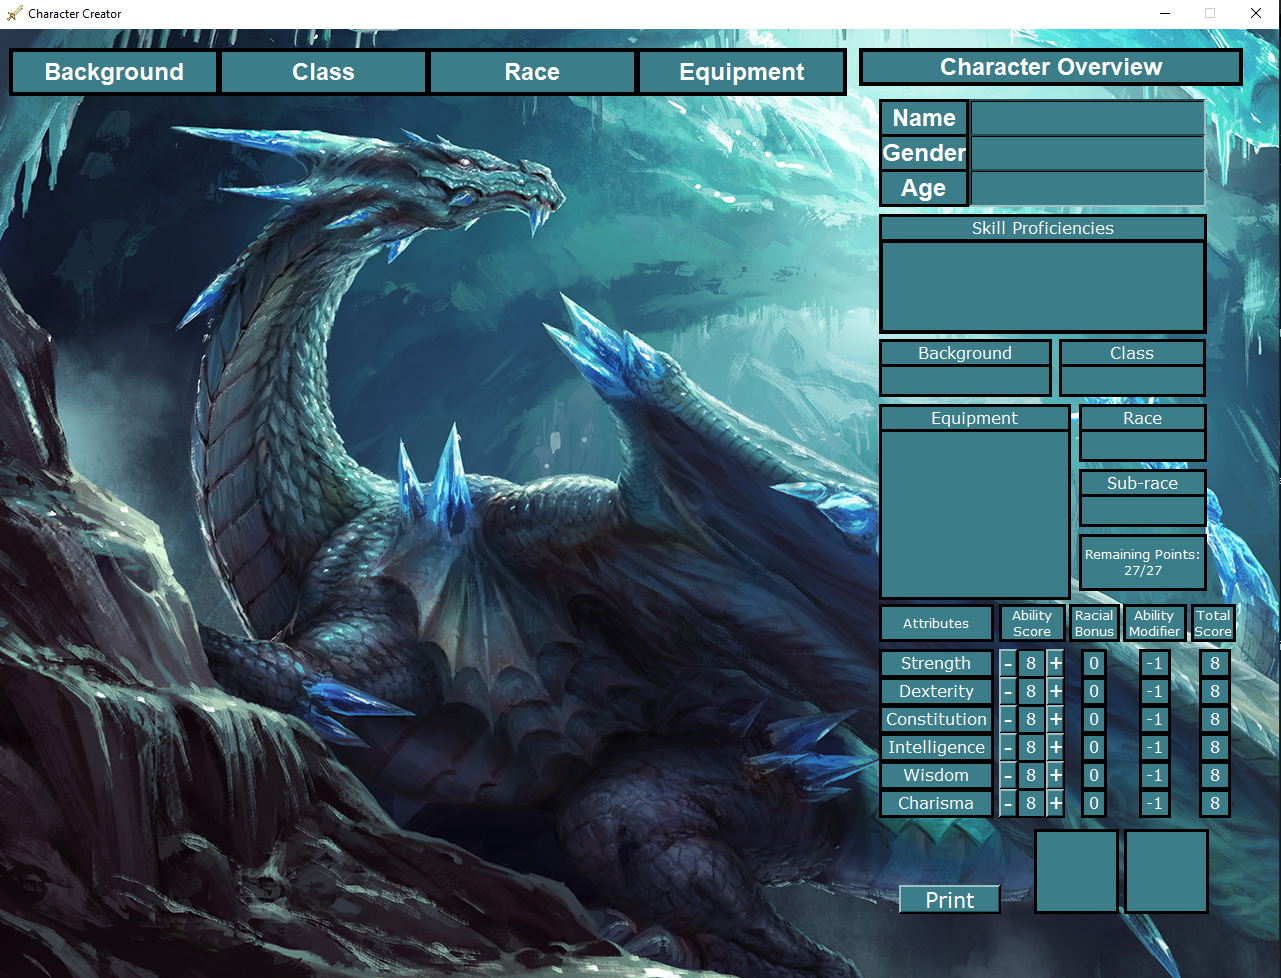 Character Creator
Background Class Race Equipment
Character Overview
Name
Gender
Age
Skill Proficiencies
Background Class
Equipment Race
Sub-race
Remaining Points:
27/27
Attributes Ability Score Racial Bonus Ability Modifier Total Score
Strength - 8 + 0 -1 8
Dexterity - 8 + 0 -1 8
Constitution - 8 + 0 -1 8
Intelligence - 8 + 0 -1 8
Wisdom - 8 + 0 -1 8
Charisma - 8 + 0 -1 8
Print